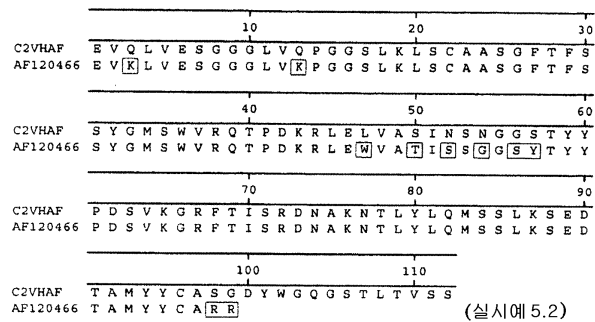 10 20 30
C2VHAF E V Q L V E S G G G L V Q P G G S L K L S C A A S G F T F S
AF120466 E V K L V E S G G G L V K P G G S L K L S C A A S G F T F S
40 50 60
C2VHAF S Y G M S W V R Q T P D K R L E L V A S I N S N G G S T Y Y
AF120466 S Y G M S W V R Q T P D K R L E W V A T I S S G G S Y T Y Y
70 80 90
C2VHAF P D S V K G R F T I S R D N A K N T L Y L Q M S S L K S E D
AF120466 P D S V K G R F T I S R D N A K N T L Y L Q M S S L K S E D
100 110
C2VHAF T A M Y Y C A S G D Y W G Q G S T L T V S S
AF120466 T A M Y Y C A R R (실시예 5.2)